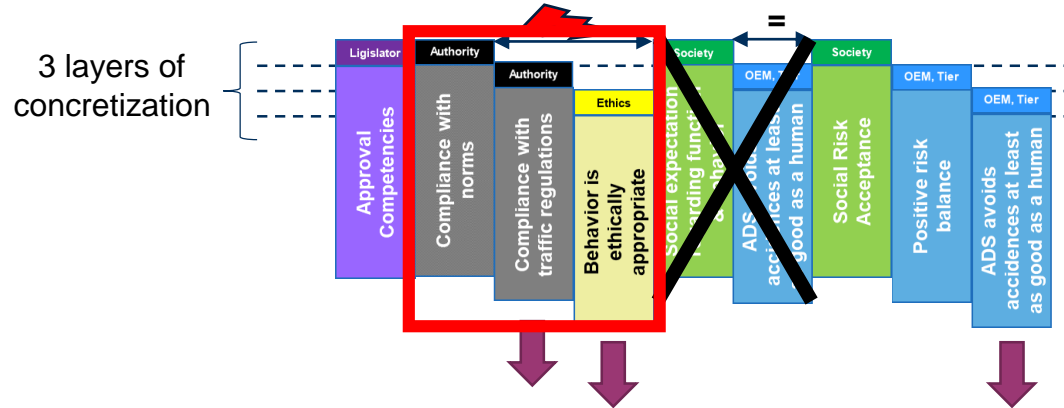 =
3 layers of
concretization
Ligislator
Authority
Authority
Ethics
Society
OEM, Tier
Society
OEM, Tier
OEM, Tier
Approval
Competencies
Compliance with
norms
Compliance with
traffic regulations
Behavior is
ethically
appropriate
Social expectation
functio
ADS
accidences at least
good as a human
Social Risk
Acceptance
Positive risk
balance
ADS avoids
accidences at least
as good as a human